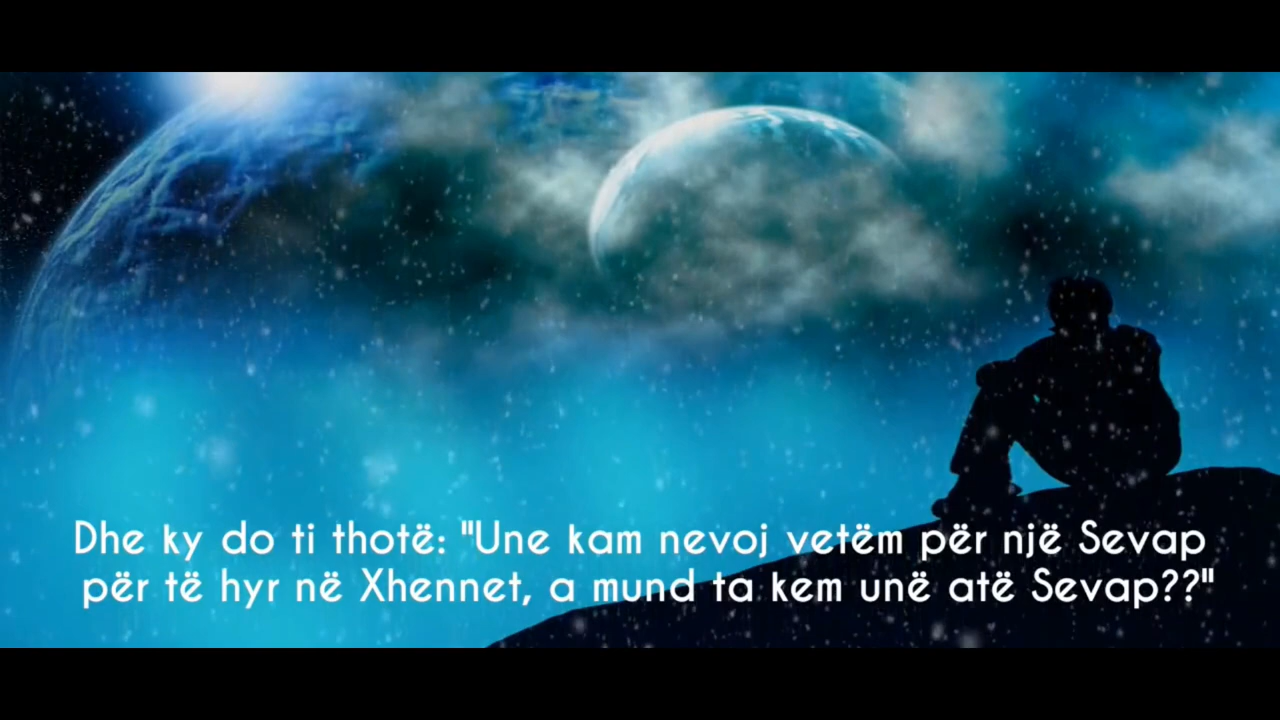 Dhe ky do ti thotë: "Une kam nevoj vetëm për një Sevap
për të hyr në Xhennet, a mund ta kem unë atë Sevap??"